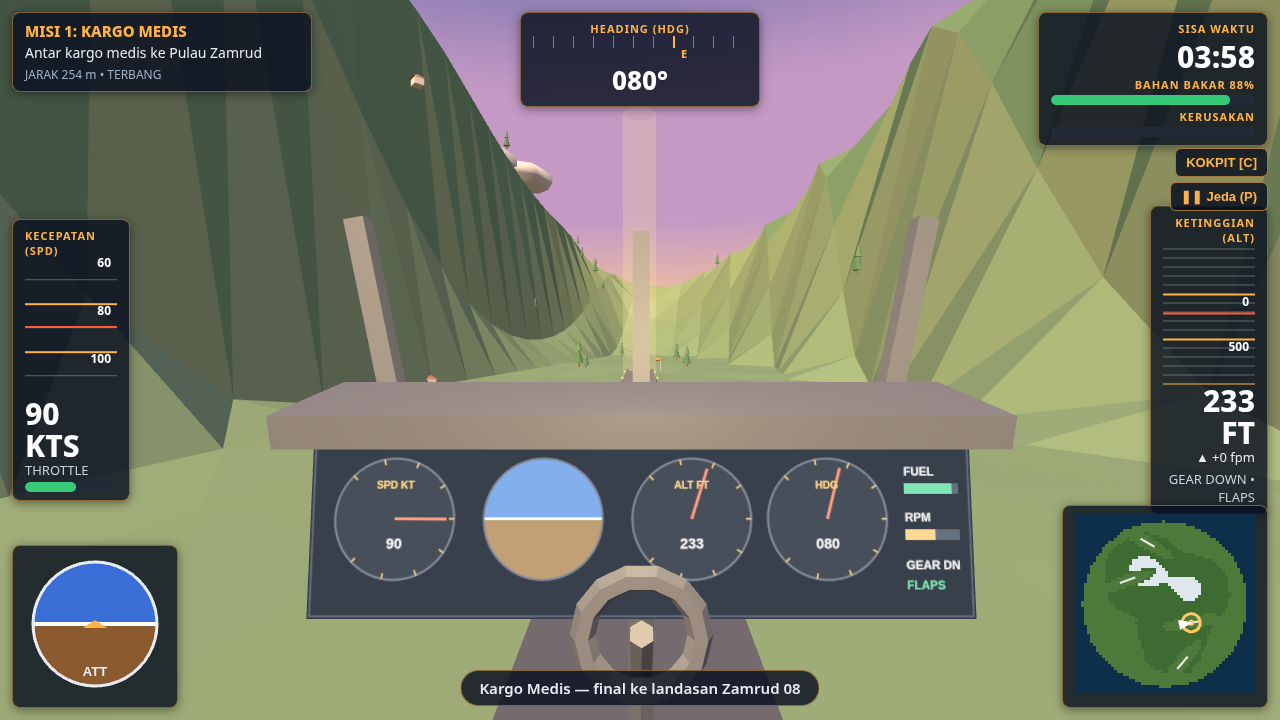 MISI 1: KARGO MEDIS
Antar kargo medis ke Pulau Zamrud
JARAK 254 m • TERBANG
HEADING (HDG)
E
080°
SISA WAKTU
03:58
BAHAN BAKAR 88%
KERUSAKAN
KOKPIT [C]
❚❚ Jeda (P)
KECEPATAN
(SPD)
60
80
100
90
KTS
THROTTLE
KETINGGIAN
(ALT)
0
500
233
FT
▲ +0 fpm
GEAR DOWN •
FLAPS
SPD KT
90
ALT FT
233
HDG
080
FUEL
RPM
GEAR DN
FLAPS
ATT
Kargo Medis — final ke landasan Zamrud 08